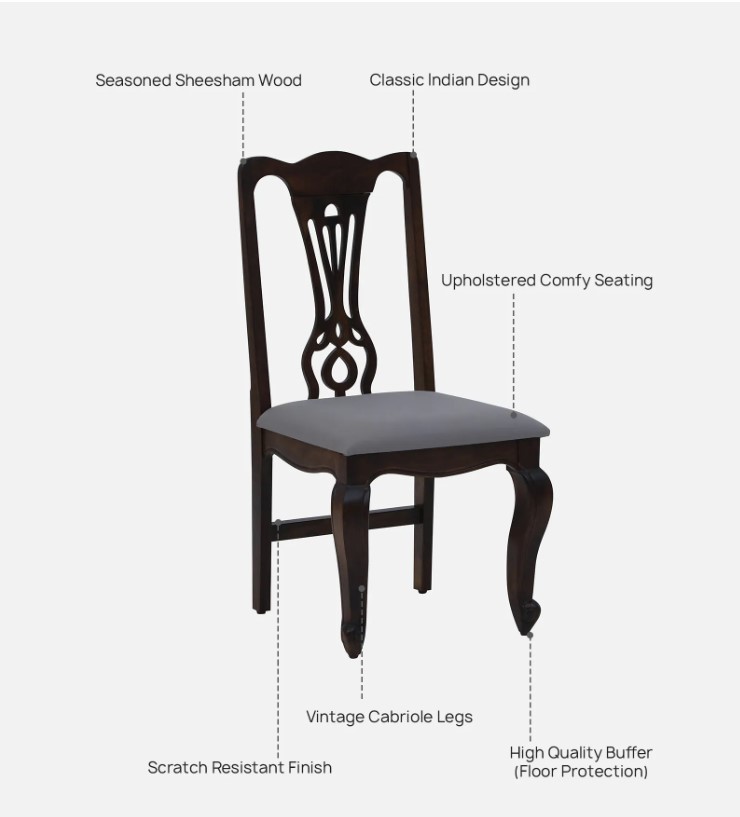 Seasoned Sheesham Wood
Classic Indian Design
Upholstered Comfy Seating
Vintage Cabriole Legs
High Quality Buffer
(Floor Protection)
Scratch Resistant Finish